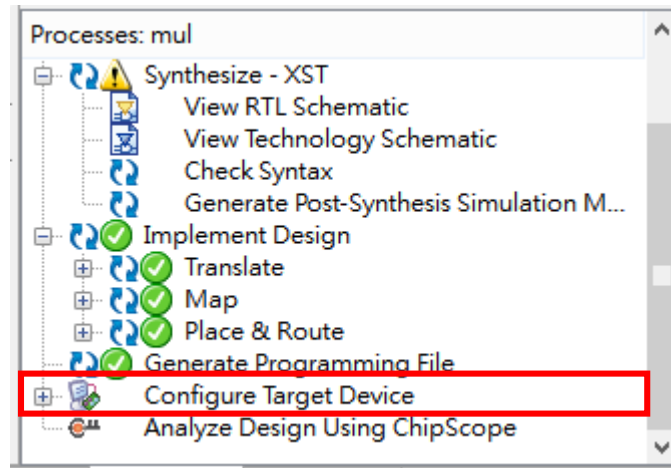 Processes: mul
Synthesize - XST
View RTL Schematic
View Technology Schematic
Check Syntax
Generate Post-Synthesis Simulation M...
Implement Design
Translate
Map
Place & Route
Generate Programming File
Configure Target Device
Analyze Design Using ChipScope